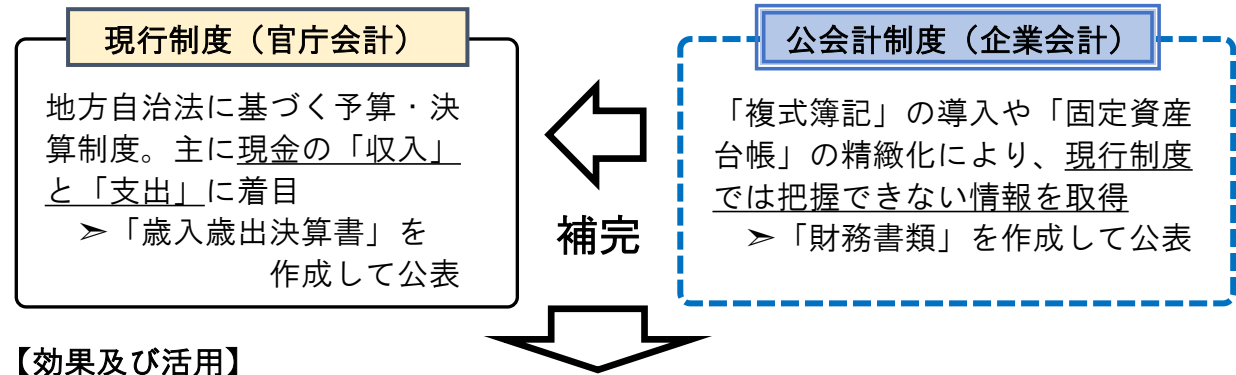 現行制度（官庁会計）
地方自治法に基づく予算・決
算制度。主に現金の「収入」
と「支出」に着目
➢「歳入歳出決算書」を
作成して公表
補完
公会計制度（企業会計）
「複式簿記」の導入や「固定資産
台帳」の精緻化により、現行制度
では把握できない情報を取得
➢「財務書類」を作成して公表
【効果及び活用】